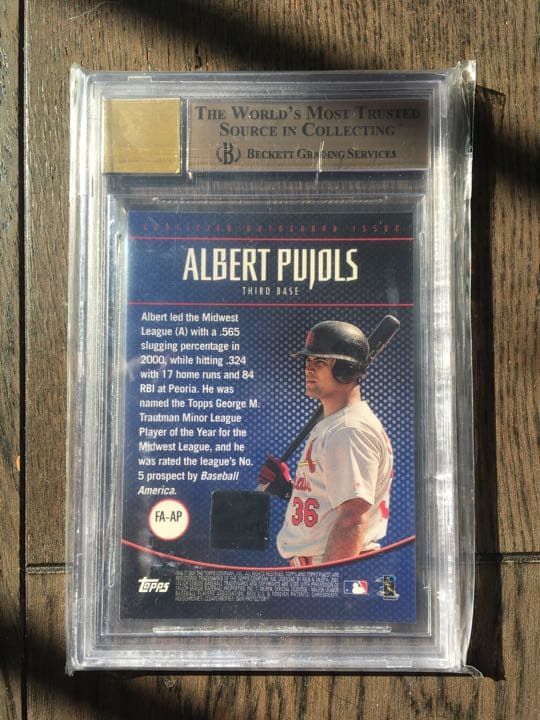 THE WORLD'S MOST TRUSTED
SOURCE IN COLLECTING
B BECKETT GRADING SERVICES
CERTIFIED AUTOGRAPH ISSUE
ALBERT PUJOLS
THIRD BASE
Albert led the Midwest
League (A) with a .565
slugging percentage in
2000, while hitting .324
with 17 home runs and 84
RBI at Peoria. He was
named the Topps George M.
Trautman Minor League
Player of the Year for the
Midwest League, and he
was rated the league's No.
5 prospect by Baseball
America.
36
FA-AP
topps